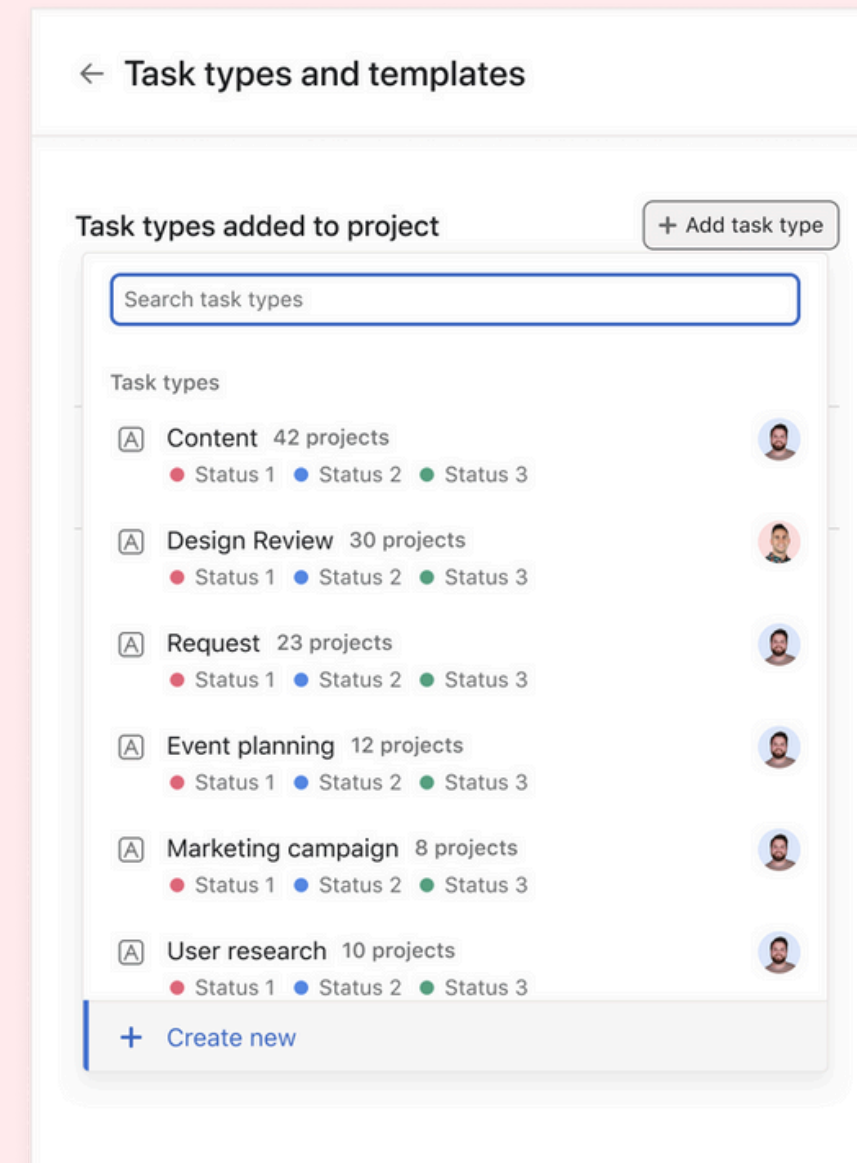 ← Task types and templates
Task types added to project
+ Add task type
Search task types
Task types
A Content 42 projects
Status 1 Status 2 Status 3
A Design Review 30 projects
Status 1 Status 2 Status 3
A Request 23 projects
Status 1 Status 2 Status 3
A Event planning 12 projects
Status 1 Status 2 Status 3
A Marketing campaign 8 projects
Status 1 Status 2 Status 3
A User research 10 projects
Status 1 Status 2 Status 3
+ Create new